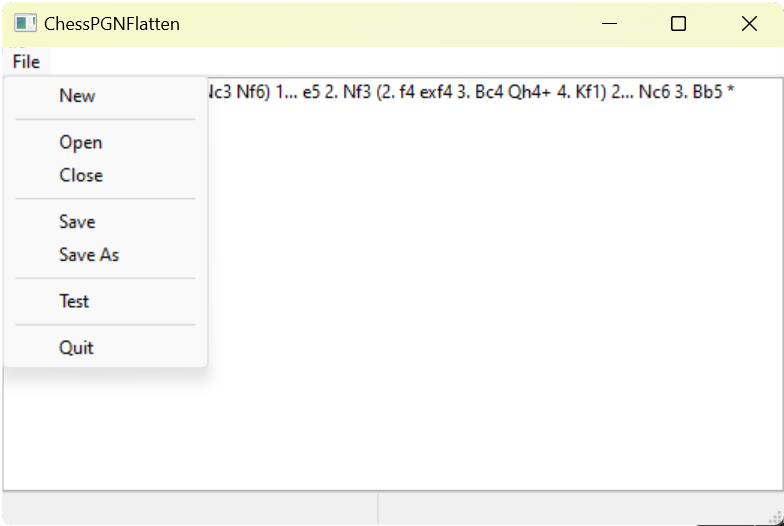 ChessPGNFlatten
File
Nc3 Nf6) 1... e5 2. Nf3 (2. f4 exf4 3. Bc4 Qh4+ 4. Kf1) 2... Nc6 3. Bb5 *
New
Open
Close
Save
Save As
Test
Quit